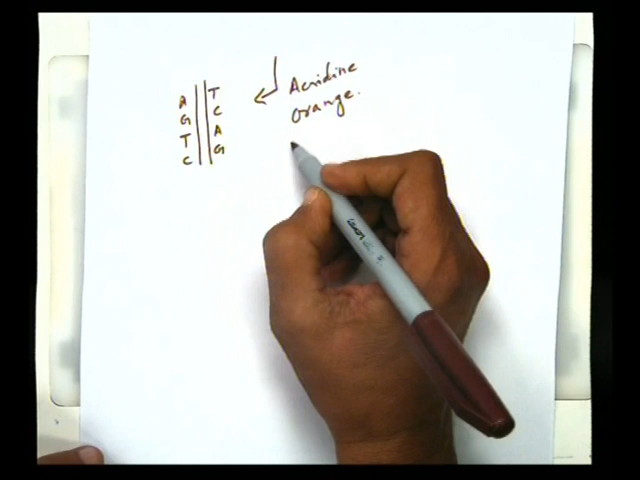 A T
G C
T A
C G
Acridine
orange.